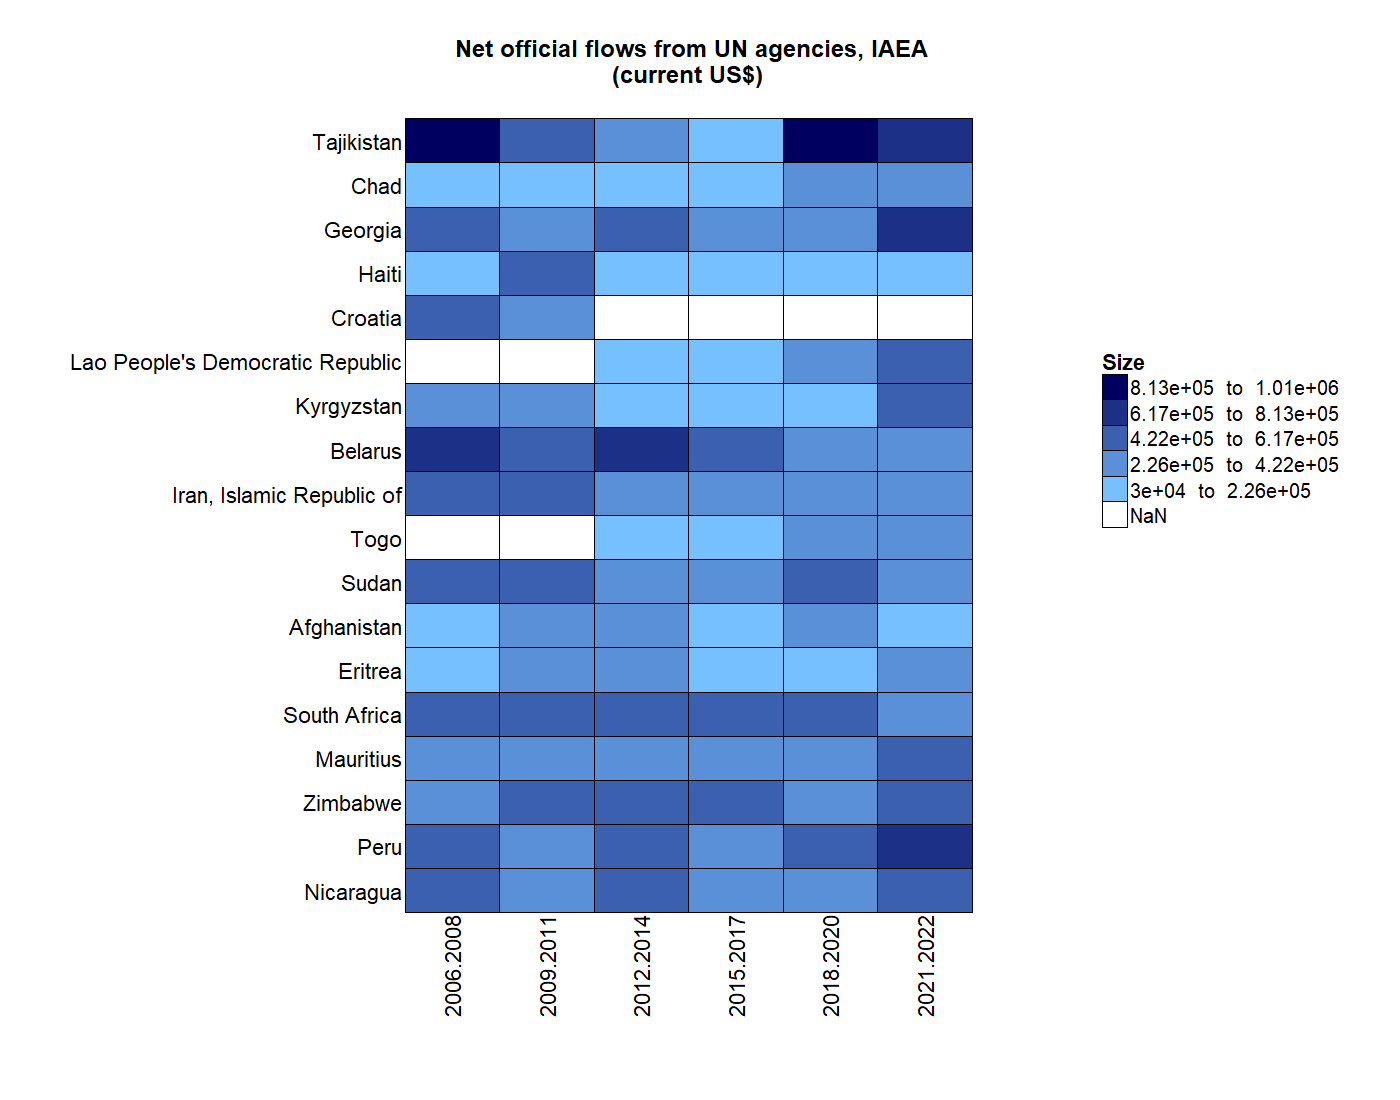 Net official flows from UN agencies, IAEA
(current US$)
Tajikistan
Chad
Georgia
Haiti
Croatia
Lao People's Democratic Republic
Kyrgyzstan
Belarus
Iran, Islamic Republic of
Togo
Sudan
Afghanistan
Eritrea
South Africa
Mauritius
Zimbabwe
Peru
Nicaragua
2006.2008
2009.2011
2012.2014
2015.2017
2018.2020
2021.2022
Size
8.13e+05 to 1.01e+06
6.17e+05 to 8.13e+05
4.22e+05 to 6.17e+05
2.26e+05 to 4.22e+05
3e+04 to 2.26e+05
NaN